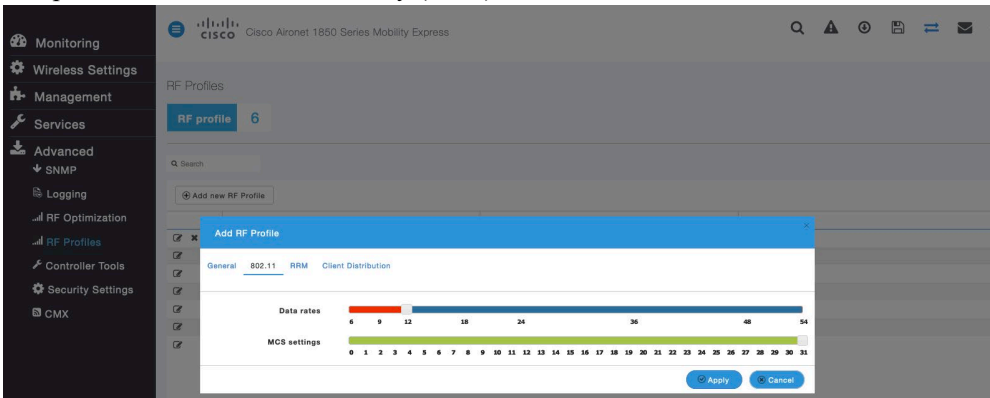 CISCO Cisco Aironet 1850 Series Mobility Express
Monitoring
Wireless Settings
Management
Services
Advanced
SNMP
Logging
RF Optimization
RF Profiles
Controller Tools
Security Settings
CMX
RF Profiles
RF profile 6
Search
Add new RF Profile
Add RF Profile x
General 802.11 RRM Client Distribution
Data rates
6 9 12 18 24 36 48 54
MCS settings
0 1 2 3 4 5 6 7 8 9 10 11 12 13 14 15 16 17 18 19 20 21 22 23 24 25 26 27 28 29 30 31
Apply Cancel